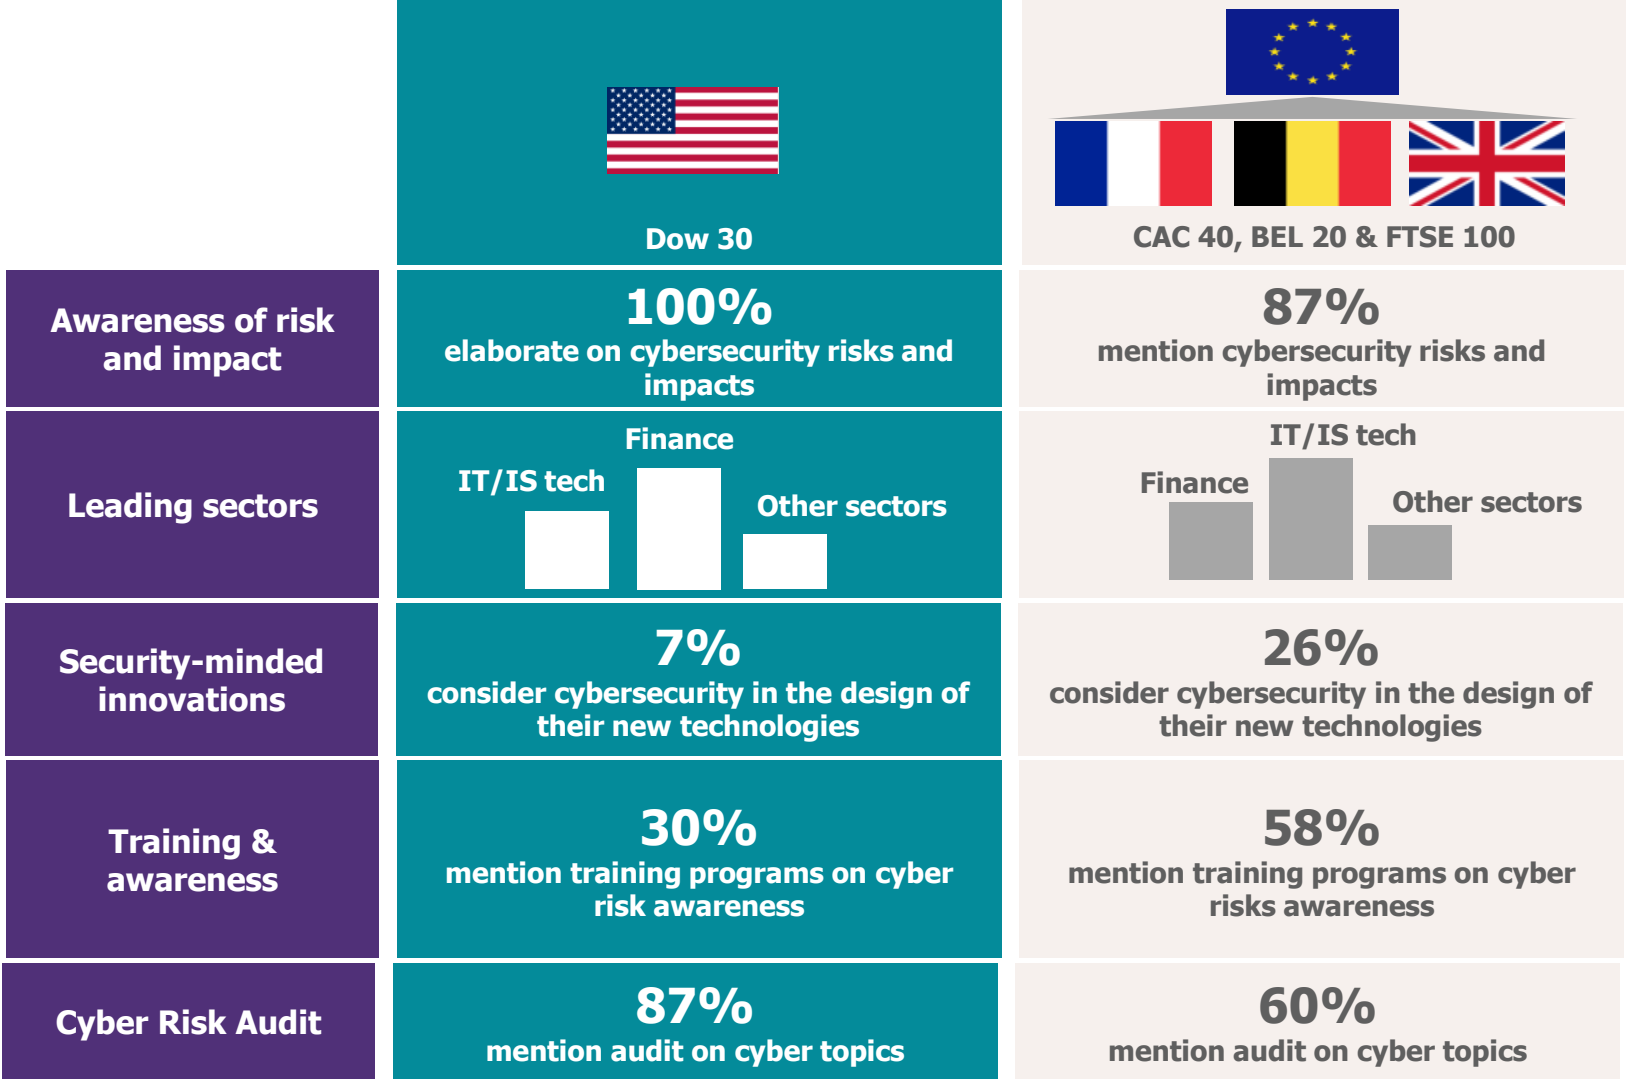 Dow 30
CAC 40, BEL 20 & FTSE 100
Awareness of risk
and impact
100%
elaborate on cybersecurity risks and
impacts
87%
mention cybersecurity risks and
impacts
Leading sectors
Finance
IT/IS tech
Other sectors
IT/IS tech
Finance
Other sectors
Security-minded
innovations
7%
consider cybersecurity in the design of
their new technologies
26%
consider cybersecurity in the design of
their new technologies
Training &
awareness
30%
mention training programs on cyber
risk awareness
58%
mention training programs on cyber
risks awareness
Cyber Risk Audit
87%
mention audit on cyber topics
60%
mention audit on cyber topics